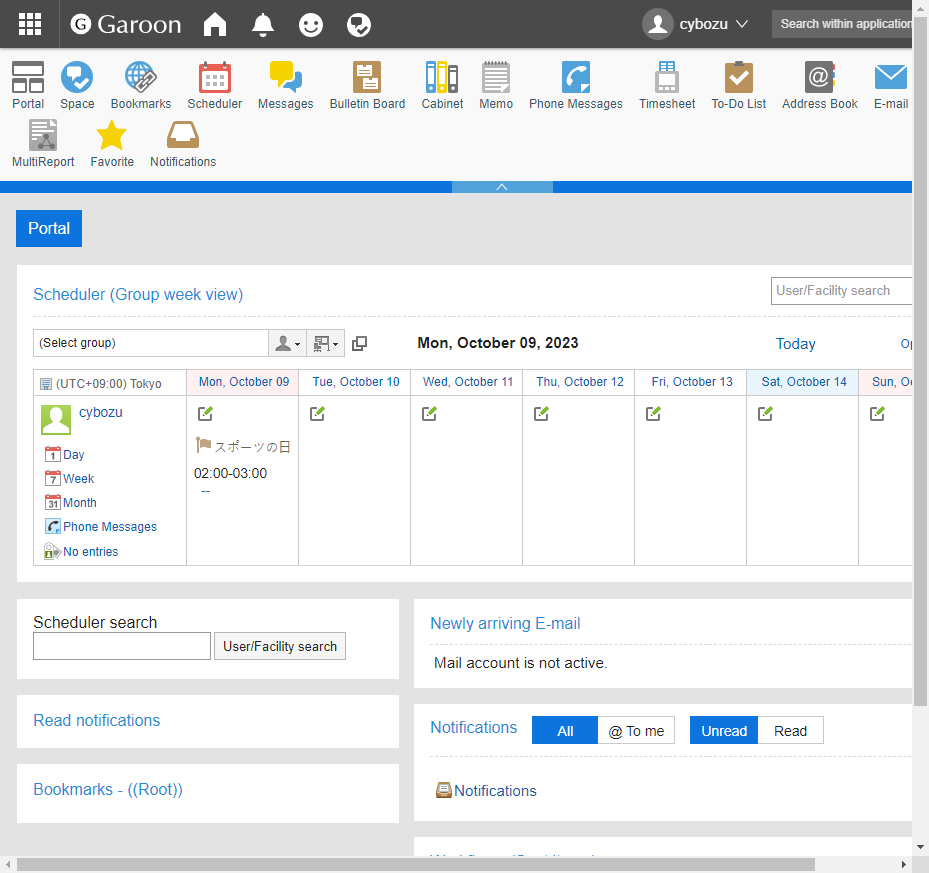 Garoon cybozu Search within application
Portal Space Bookmarks Scheduler Messages Bulletin Board Cabinet Memo Phone Messages Timesheet To-Do List Address Book E-mail
MultiReport Favorite Notifications
Portal
Scheduler (Group week view) User/Facility search
(Select group) Mon, October 09, 2023 Today
(UTC+09:00) Tokyo Mon, October 09 Tue, October 10 Wed, October 11 Thu, October 12 Fri, October 13 Sat, October 14 Sun,
cybozu
スポーツの日
1 Day
02:00-03:00
7 Week
--
31 Month
Phone Messages
No entries
Scheduler search
User/Facility search
Newly arriving E-mail
Mail account is not active.
Read notifications
Notifications All @ To me Unread Read
Bookmarks - ((Root))
Notifications